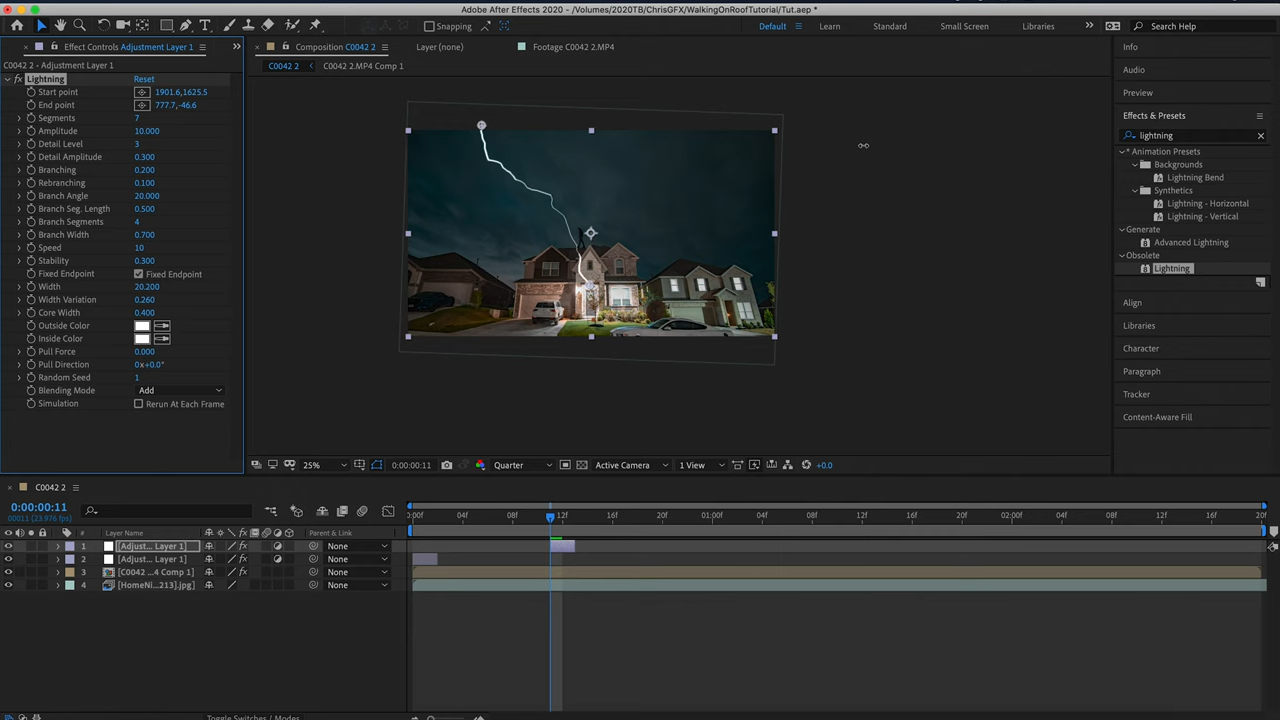 Adobe After Effects 2020 - /Volumes/2020TB/ChrisGFX/WalkingOnRoofTutorial/Tut.aep *
Snapping
Default
Learn
Standard
Small Screen
Libraries
Search Help
Effect Controls Adjustment Layer 1
Composition C0042 2
Layer (none)
Footage C0042 2.MP4
Info
C0042 2 - Adjustment Layer 1
C0042 2
C0042 2.MP4 Comp 1
Audio
fx Lightning Reset
Start point 1901.6,1625.5
End point 777.7,-46.6
Segments 7
Amplitude 10.000
Detail Level 3
Detail Amplitude 0.300
Branching 0.200
Rebranching 0.100
Branch Angle 20.000
Branch Seg. Length 0.500
Branch Segments 4
Branch Width 0.700
Speed 10
Stability 0.300
Fixed Endpoint Fixed Endpoint
Width 20.200
Width Variation 0.260
Core Width 0.400
Outside Color
Inside Color
Pull Force 0.000
Pull Direction 0x+0.0°
Random Seed 1
Blending Mode Add
Simulation Rerun At Each Frame
Preview
Effects & Presets
lightning
* Animation Presets
Backgrounds
Lightning Bend
Synthetics
Lightning - Horizontal
Lightning - Vertical
Generate
Advanced Lightning
Obsolete
Lightning
Align
Libraries
Character
Paragraph
Tracker
Content-Aware Fill
25% 0:00:00:11 Quarter Active Camera 1 View +0.0
C0042 2
0:00:00:11
00011 (23.976 fps)
:00f 04f 08f 12f 16f 20f 01:00f 04f 08f 12f 16f 20f 02:00f 04f 08f 12f 16f 20f
# Layer Name fx Parent & Link
1 [Adjust... Layer 1] fx None
2 [Adjust... Layer 1] None
3 [C0042 ...4 Comp 1] fx None
4 [HomeNi...213].jpg] None
Toggle Switches / Modes